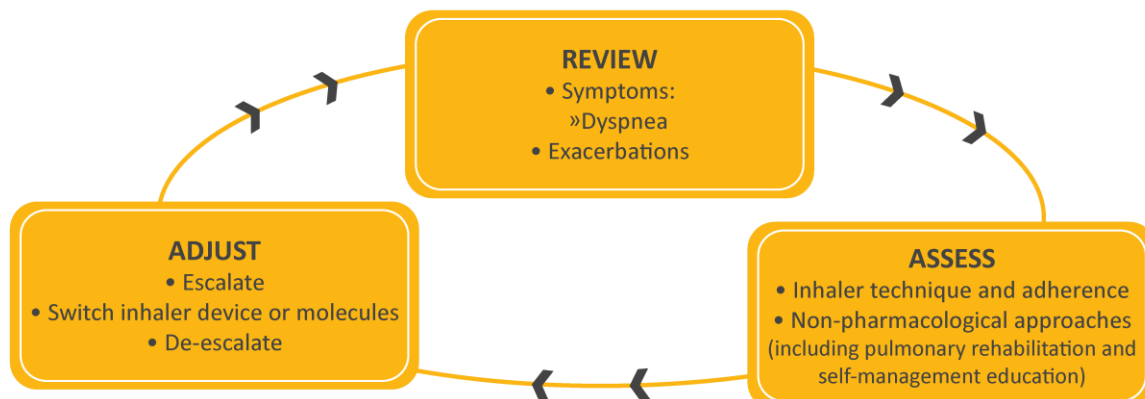 REVIEW
• Symptoms:
»Dyspnea
• Exacerbations
ADJUST
• Escalate
• Switch inhaler device or molecules
• De-escalate
ASSESS
• Inhaler technique and adherence
• Non-pharmacological approaches
(including pulmonary rehabilitation and
self-management education)